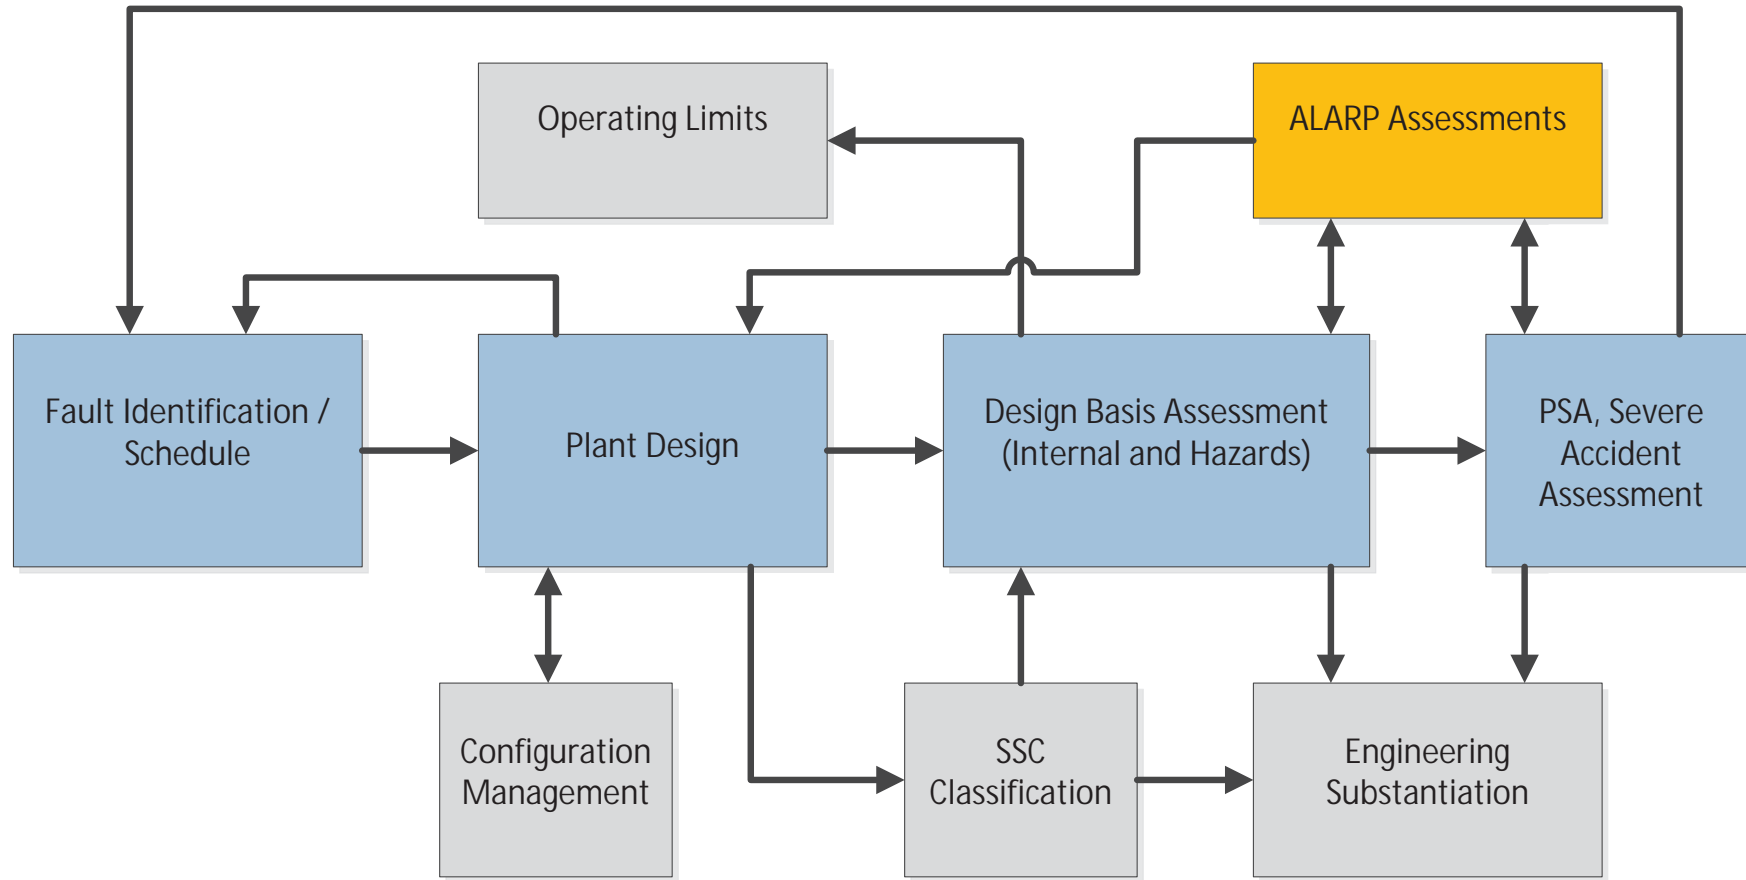 Operating Limits
ALARP Assessments
Fault Identification /
Schedule
Plant Design
Design Basis Assessment
(Internal and Hazards)
PSA, Severe
Accident
Assessment
Configuration
Management
SSC
Classification
Engineering
Substantiation